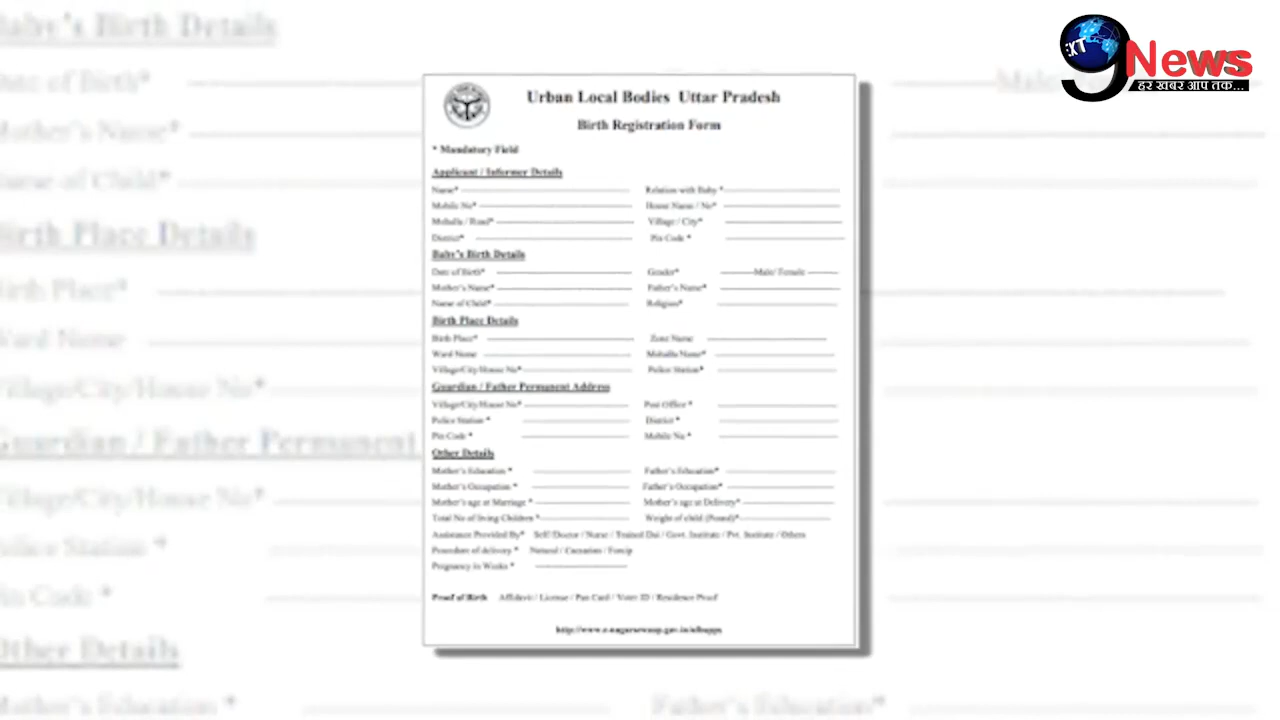 EXT 9 News
हर खबर आप तक...
Urban Local Bodies Uttar Pradesh
Birth Registration Form
* Mandatory Field
Applicant / Informer Details
Name* Relation with Baby *
Mobile No* House Name / No*
Mohalla / Road* Village / City*
District* Pin Code *
Baby's Birth Details
Date of Birth* Gender* Male/ Female
Mother's Name* Father's Name*
Name of Child* Religion*
Birth Place Details
Birth Place* Zone Name
Ward Name Mohalla Name*
Village/City/House No* Police Station*
Guardian / Father Permanent Address
Village/City/House No* Post Office *
Police Station * District *
Pin Code * Mobile No *
Other Details
Mother's Education * Father's Education*
Mother's Occupation * Father's Occupation*
Mother's age at Marriage * Mother's age at Delivery*
Total No of living Children * Weight of child (Pound)*
Assistance Provided By* Self/Doctor / Nurse / Trained Dai / Govt. Institute / Pvt. Institute / Others
Procedure of delivery * Natural / Caesarian / Forcip
Pregnancy in Weeks *
Proof of Birth Affidavit / License / Pan Card / Voter ID / Residence Proof
Baby's Birth Details
Date of Birth* Male
Mother's Name*
Name of Child*
Birth Place Details
Birth Place*
Ward Name
Village/City/House No*
Guardian / Father Permanent
Village/City/House No*
Police Station *
Pin Code *
Other Details
Mother's Education * Father's Education*